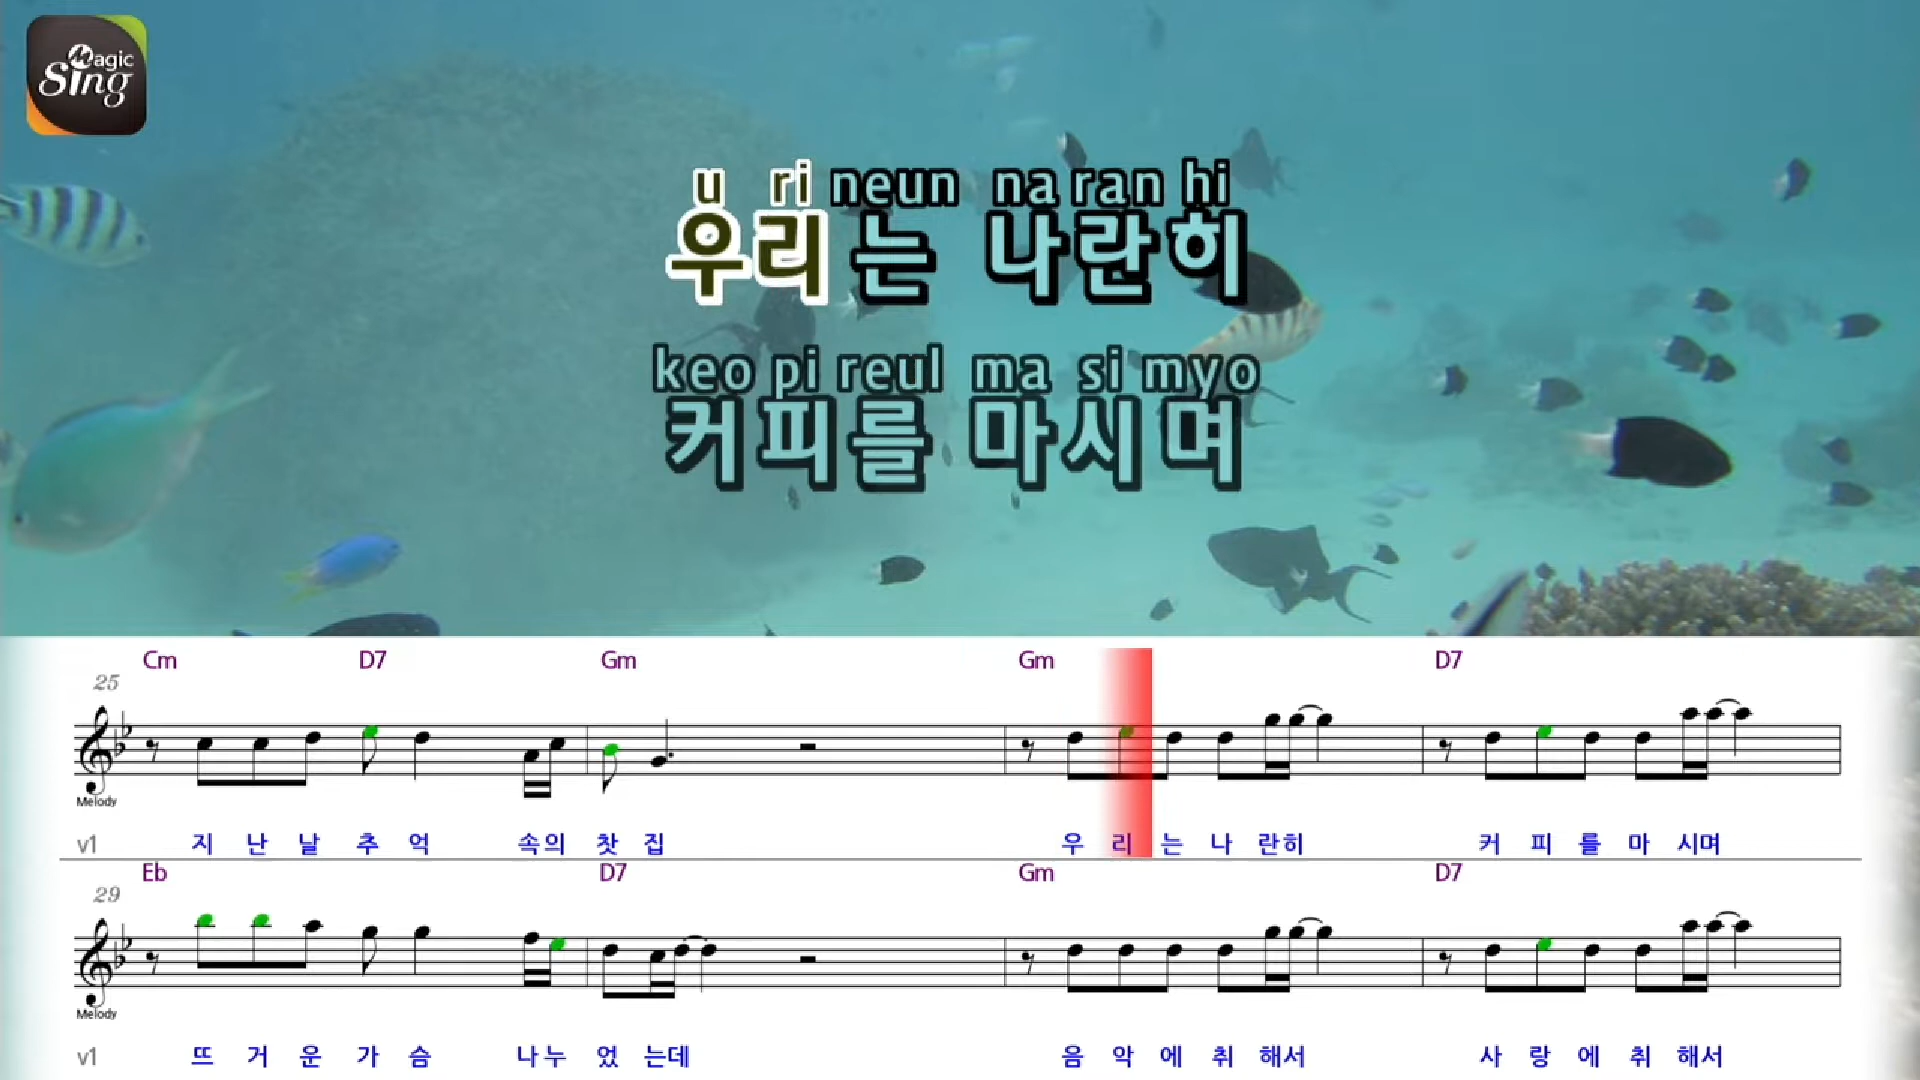 Magic
Sing
u ri neun na ran hi
우리는 나란히
keo pi reul ma si myo
커피를 마시며
Cm D7 Gm Gm D7
25
Melody
v1 지 난 날 추 억 속의 찻 집 우 리 는 나 란히 커 피 를 마 시며
Eb D7 Gm D7
29
Melody
v1 뜨 거 운 가 슴 나누 었 는데 음 악 에 취 해서 사 랑 에 취 해서